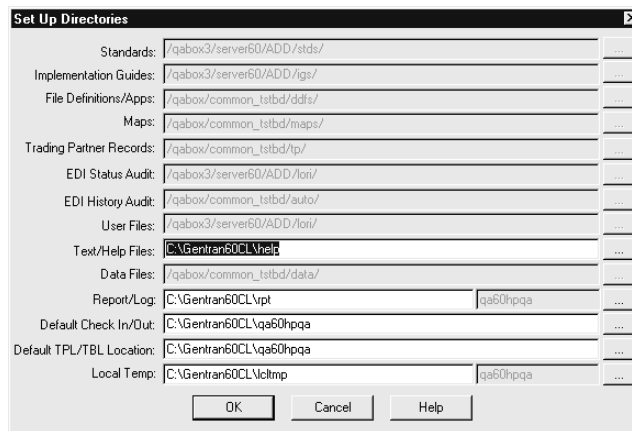 Set Up Directories
Standards: /qabox3/server60/ADD/stds/ ...
Implementation Guides: /qabox3/server60/ADD/igs/ ...
File Definitions/Apps: /qabox/common_tstbd/ddfs/ ...
Maps: /qabox/common_tstbd/maps/ ...
Trading Partner Records: /qabox/common_tstbd/tp/ ...
EDI Status Audit: /qabox3/server60/ADD/lori/ ...
EDI History Audit: /qabox/common_tstbd/auto/ ...
User Files: /qabox3/server60/ADD/lori/ ...
Text/Help Files: C:\Gentran60CL\help ...
Data Files: /qabox/common_tstbd/data/ ...
Report/Log: C:\Gentran60CL\rpt qa60hpqa ...
Default Check In/Out: C:\Gentran60CL\qa60hpqa ...
Default TPL/TBL Location: C:\Gentran60CL\qa60hpqa ...
Local Temp: C:\Gentran60CL\lcltmp qa60hpqa ...
OK Cancel Help